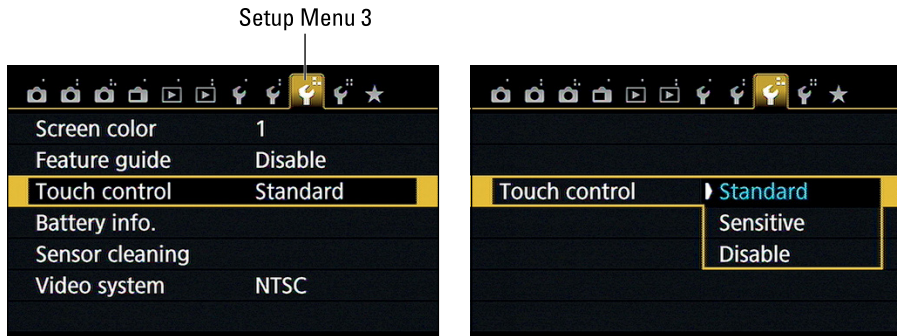 Setup Menu 3
Screen color 1
Feature guide Disable
Touch control Standard
Battery info.
Sensor cleaning
Video system NTSC
Touch control Standard
Sensitive
Disable